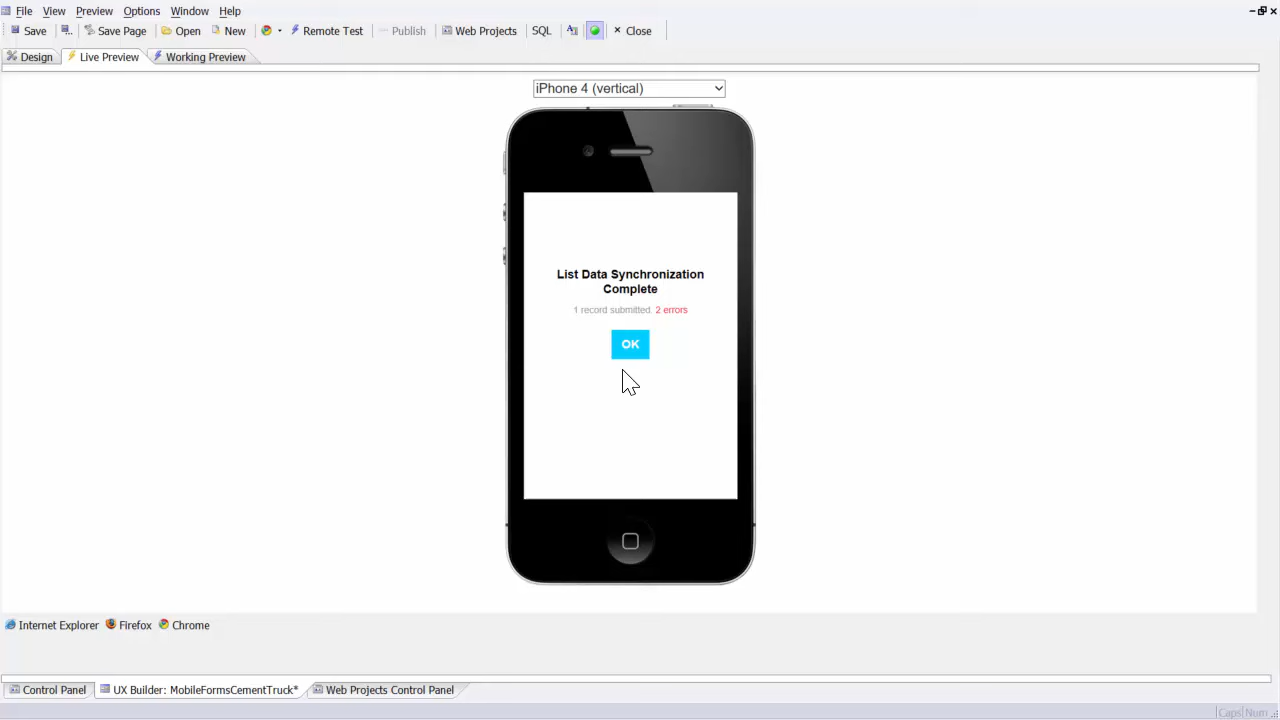 File View Preview Options Window Help
Save Save Page Open New Remote Test Publish Web Projects SQL Close
Design Live Preview Working Preview
iPhone 4 (vertical)
List Data Synchronization
Complete
1 record submitted. 2 errors
OK
Internet Explorer Firefox Chrome
Control Panel UX Builder: MobileFormsCementTruck* Web Projects Control Panel
Caps Num